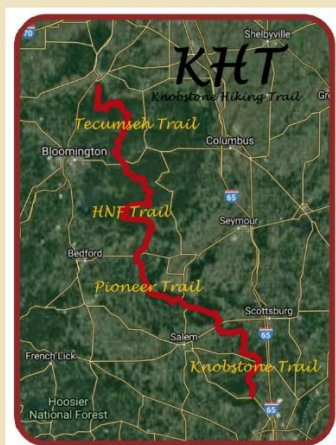 70
Shelbyville
KHT
Knobstone Hiking Trail
Gr
Tecumseh Trail
Columbus
Bloomington
65
HNF Trail
Seymour
Bedford
Pioneer Trail
Scottsburg
65
Salem
Knobstone Trail
French Lick
Hoosier
National Forest
65